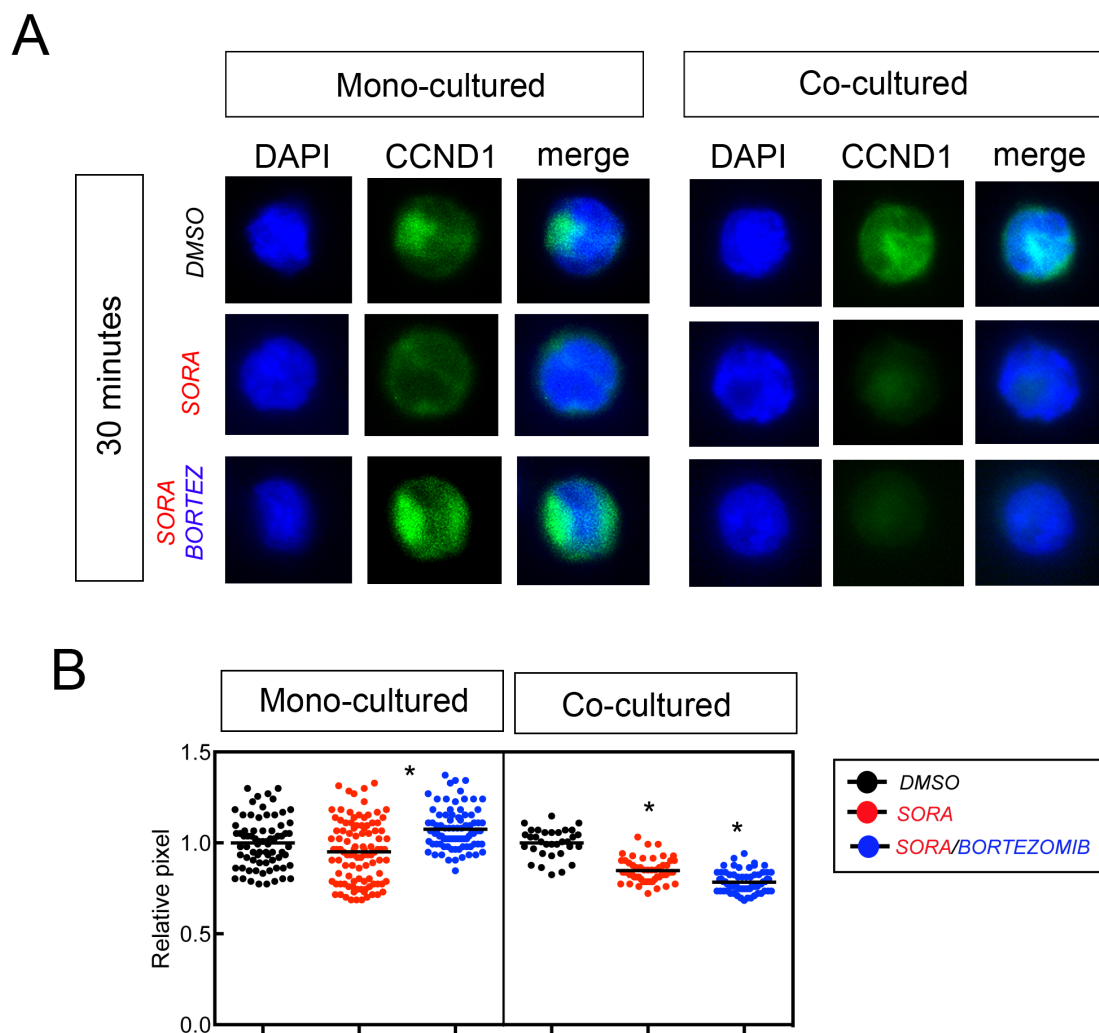 A
Mono-cultured
Co-cultured
DAPI CCND1 merge DAPI CCND1 merge
30 minutes
DMSO
SORA
SORA
BORTEZ
B
Mono-cultured
Co-cultured
Relative pixel
1.5
1.0
0.5
0.0
*
*
*
DMSO
SORA
SORA/BORTEZOMIB